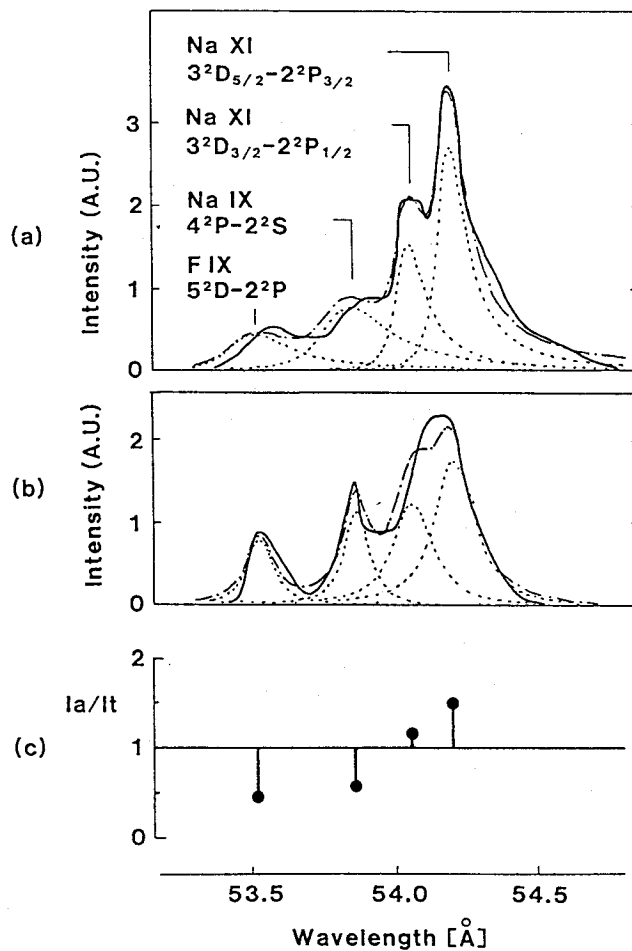 Na XI
3²D₅/₂-2²P₃/₂
Na XI
3²D₃/₂-2²P₁/₂
Na IX
4²P-2²S
F IX
5²D-2²P
(a)
Intensity (A.U.)
3
2
1
0
(b)
Intensity (A.U.)
2
1
0
(c)
Ia/It
2
1
0
53.5 54.0 54.5
Wavelength [Å]